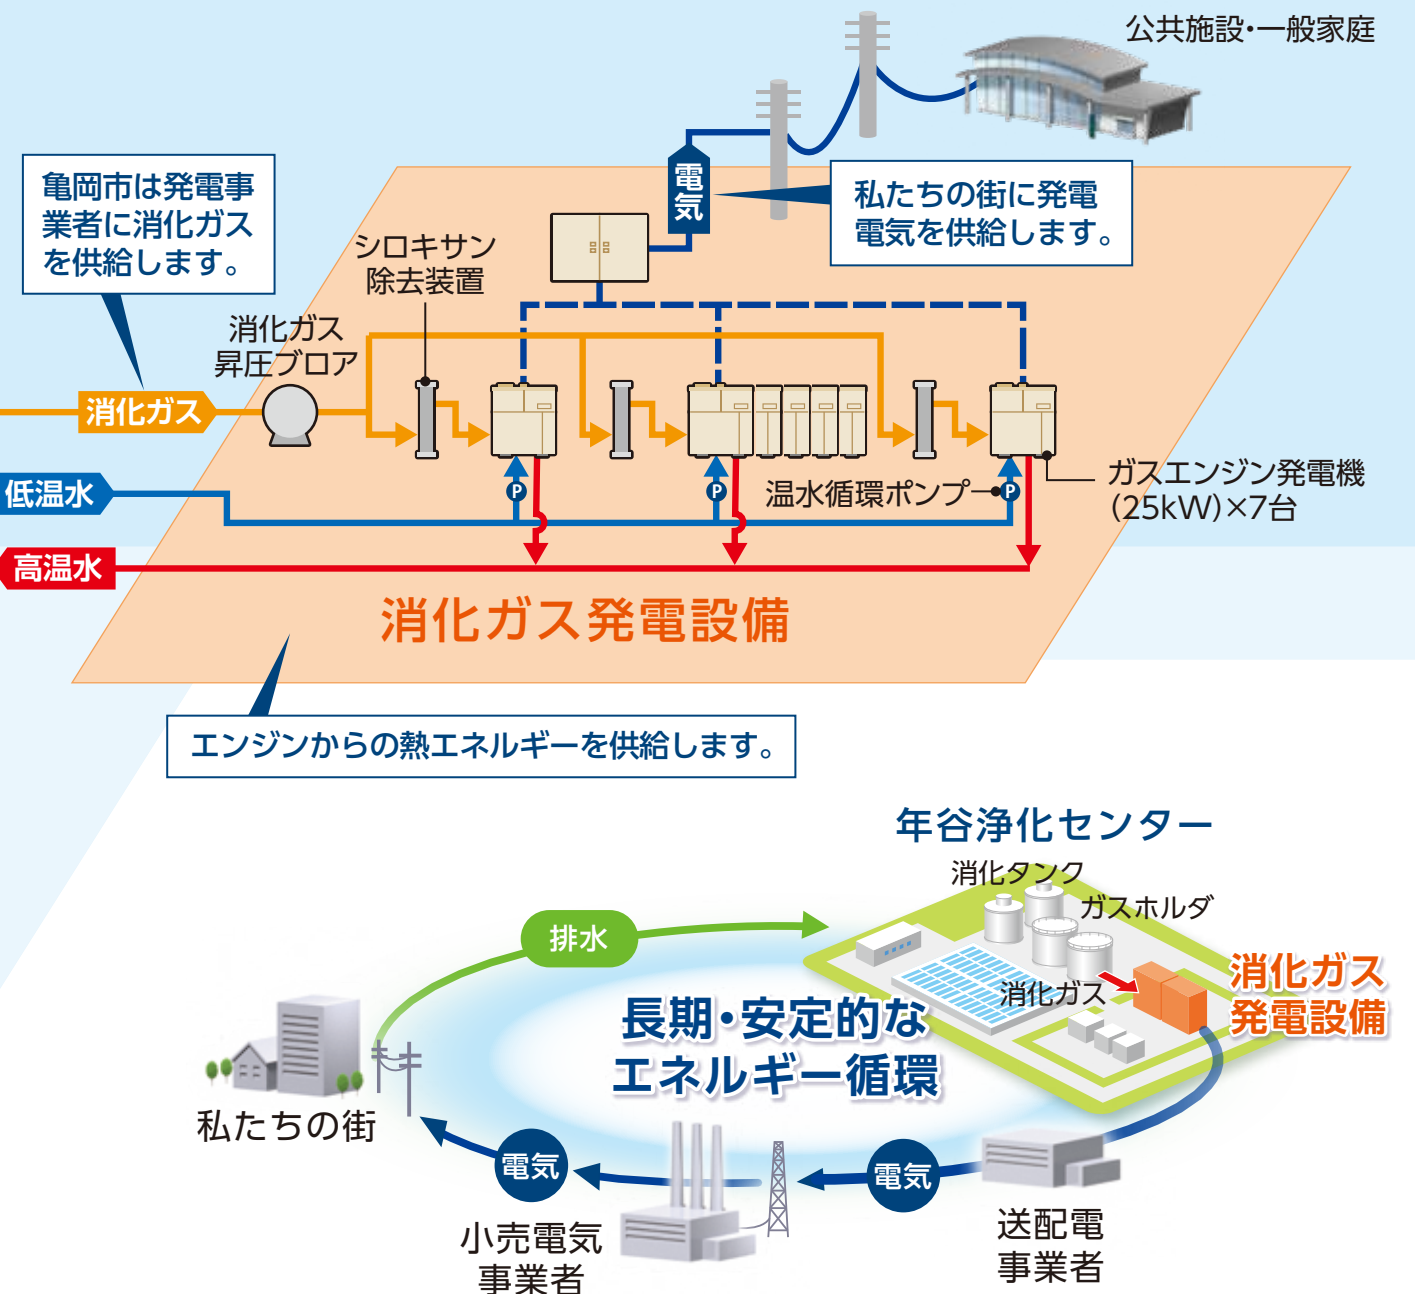 公共施設・一般家庭
亀岡市は発電事
業者に消化ガス
を供給します。
電気
私たちの街に発電
電気を供給します。
シロキサン
除去装置
消化ガス
昇圧ブロア
消化ガス
低温水
P
P
温水循環ポンプ
P
ガスエンジン発電機
(25kW)×7台
高温水
消化ガス発電設備
エンジンからの熱エネルギーを供給します。
年谷浄化センター
消化タンク
ガスホルダ
排水
消化ガス
消化ガス
発電設備
長期・安定的な
エネルギー循環
私たちの街
電気
電気
小売電気
事業者
送配電
事業者